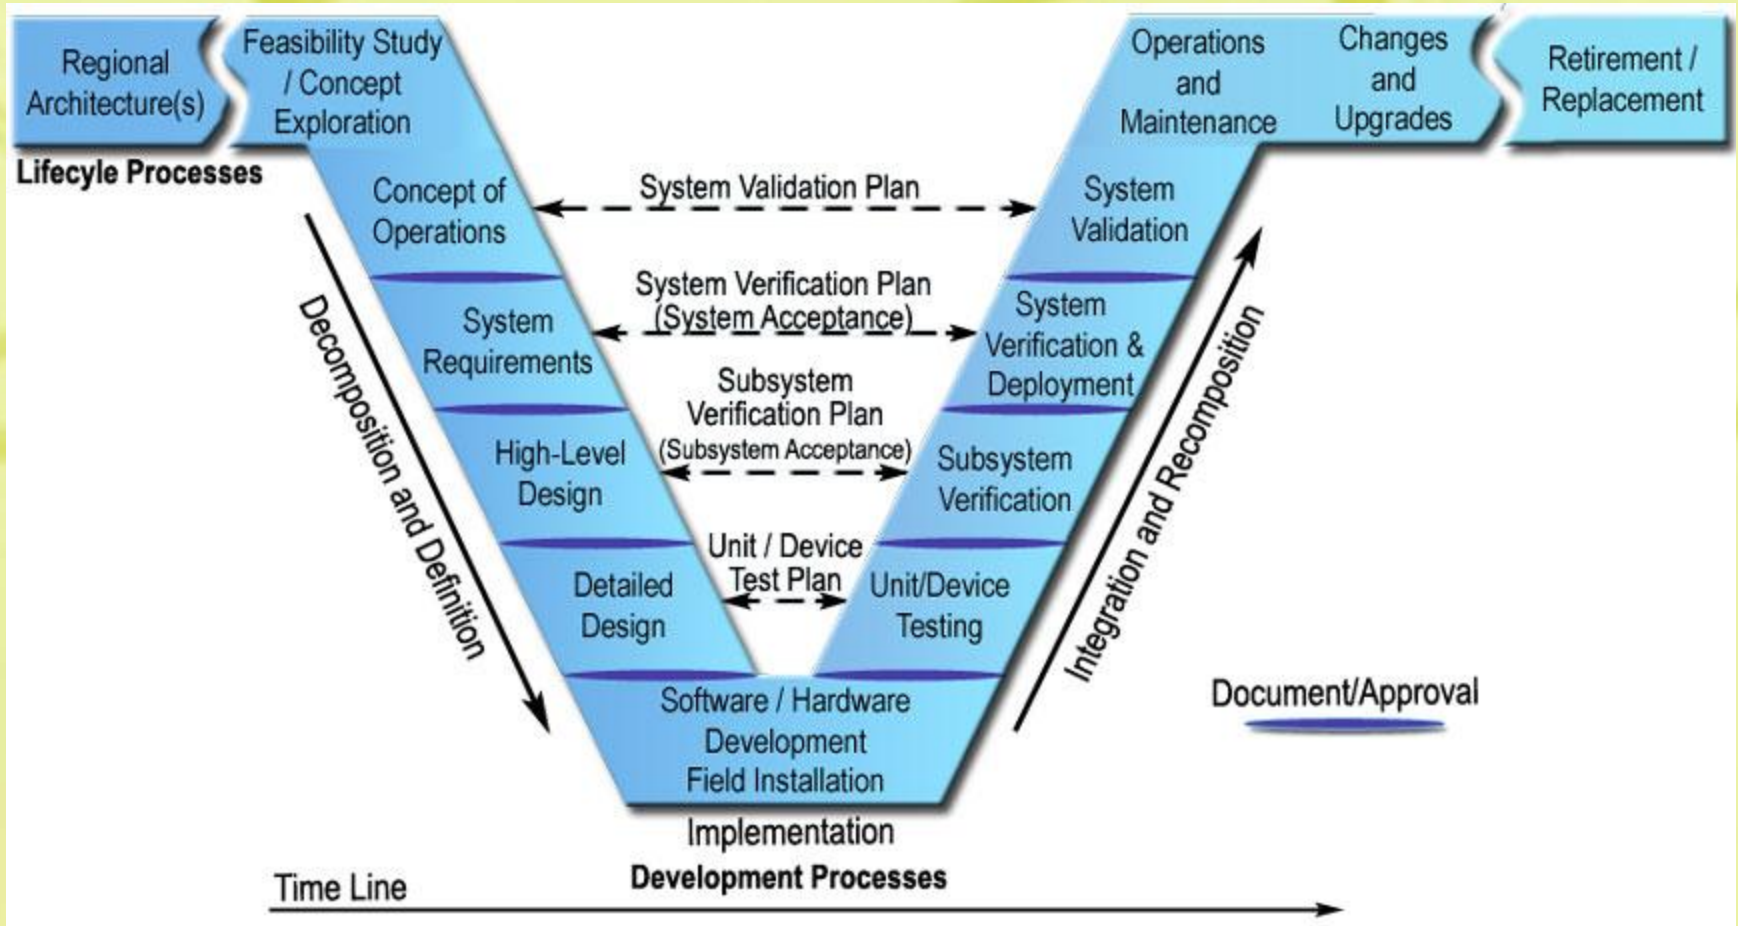 Regional
Architecture(s)
Feasibility Study
/ Concept
Exploration
Operations
and
Maintenance
Changes
and
Upgrades
Retirement /
Replacement
Lifecyle Processes
Concept of
Operations
System Validation Plan
System
Validation
System Verification Plan
(System Acceptance)
System
Requirements
System
Verification &
Deployment
Subsystem
Verification Plan
(Subsystem Acceptance)
High-Level
Design
Subsystem
Verification
Unit / Device
Test Plan
Detailed
Design
Unit/Device
Testing
Decomposition and Definition
Integration and Recomposition
Software / Hardware
Development
Field Installation
Document/Approval
Implementation
Development Processes
Time Line